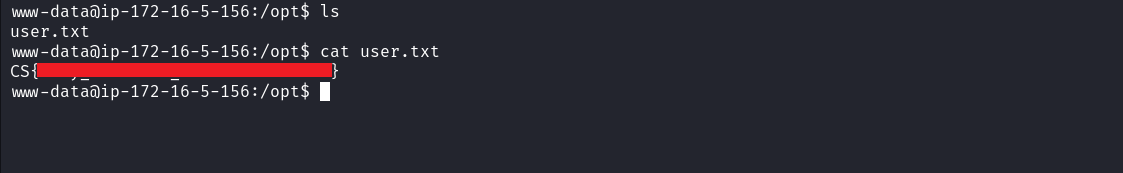 www-data@ip-172-16-5-156:/opt$ ls
user.txt
www-data@ip-172-16-5-156:/opt$ cat user.txt
CS{ }
www-data@ip-172-16-5-156:/opt$